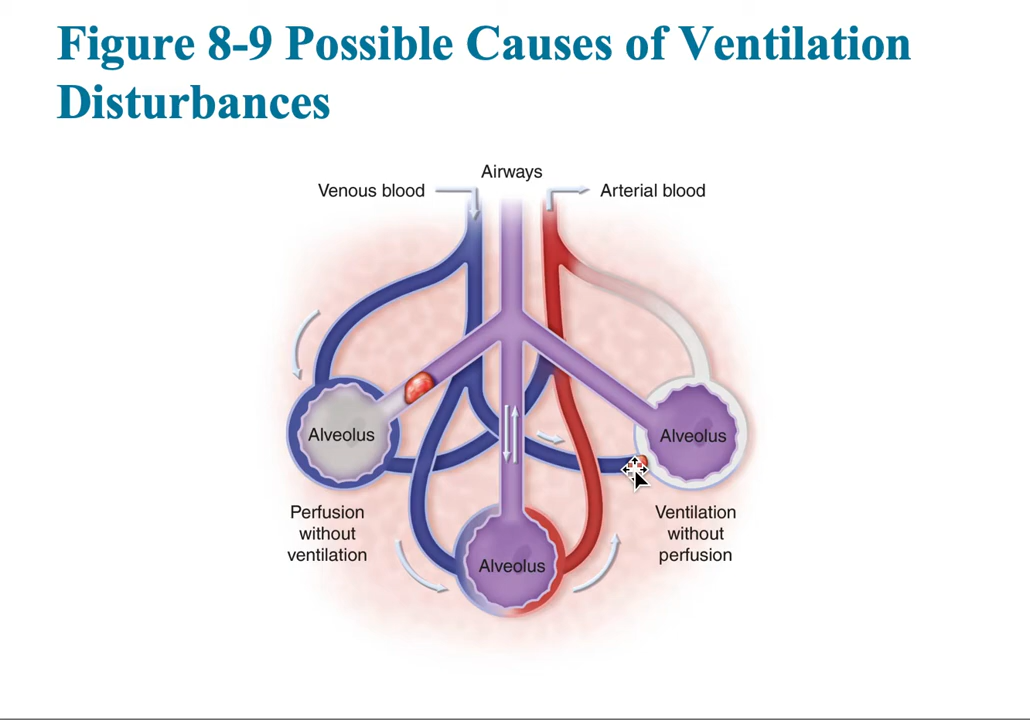 Figure 8-9 Possible Causes of Ventilation
Disturbances
Airways
Venous blood
Arterial blood
Alveolus
Alveolus
Perfusion
without
ventilation
Ventilation
without
perfusion
Alveolus